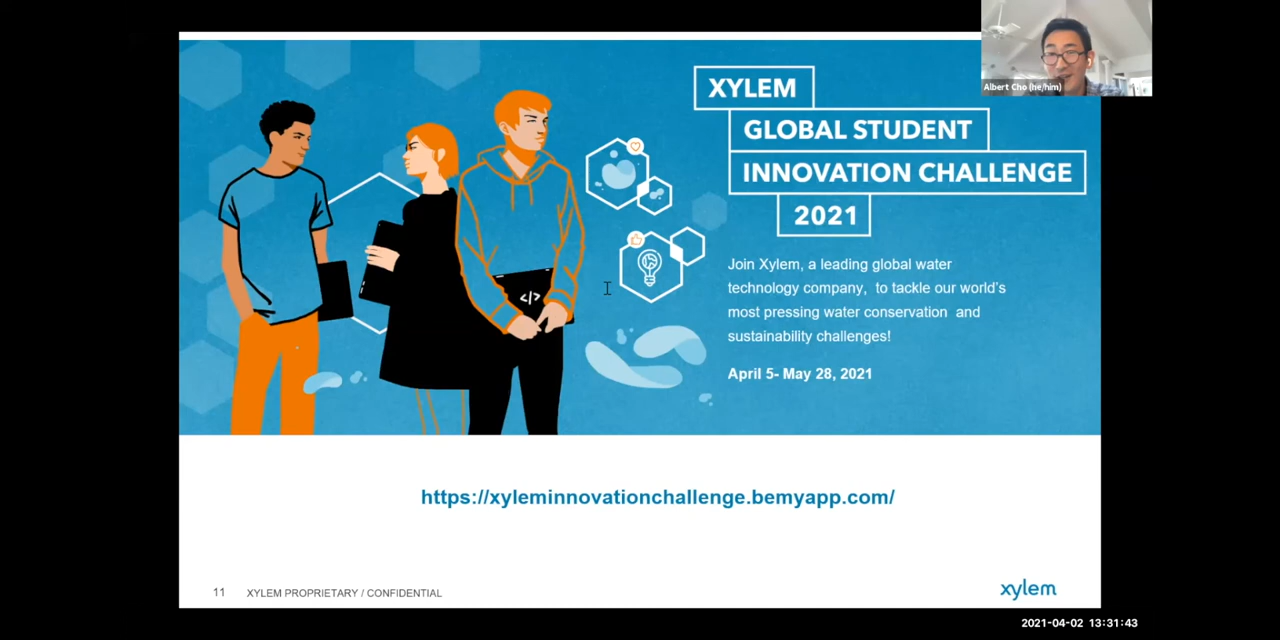 Albert Cho (he/him)
XYLEM
GLOBAL STUDENT
INNOVATION CHALLENGE
2021
Join Xylem, a leading global water
technology company, to tackle our world's
most pressing water conservation and
sustainability challenges!
April 5- May 28, 2021
</>
https://xyleminnovationchallenge.bemyapp.com/
11 XYLEM PROPRIETARY / CONFIDENTIAL
xylem
2021-04-02 13:31:43